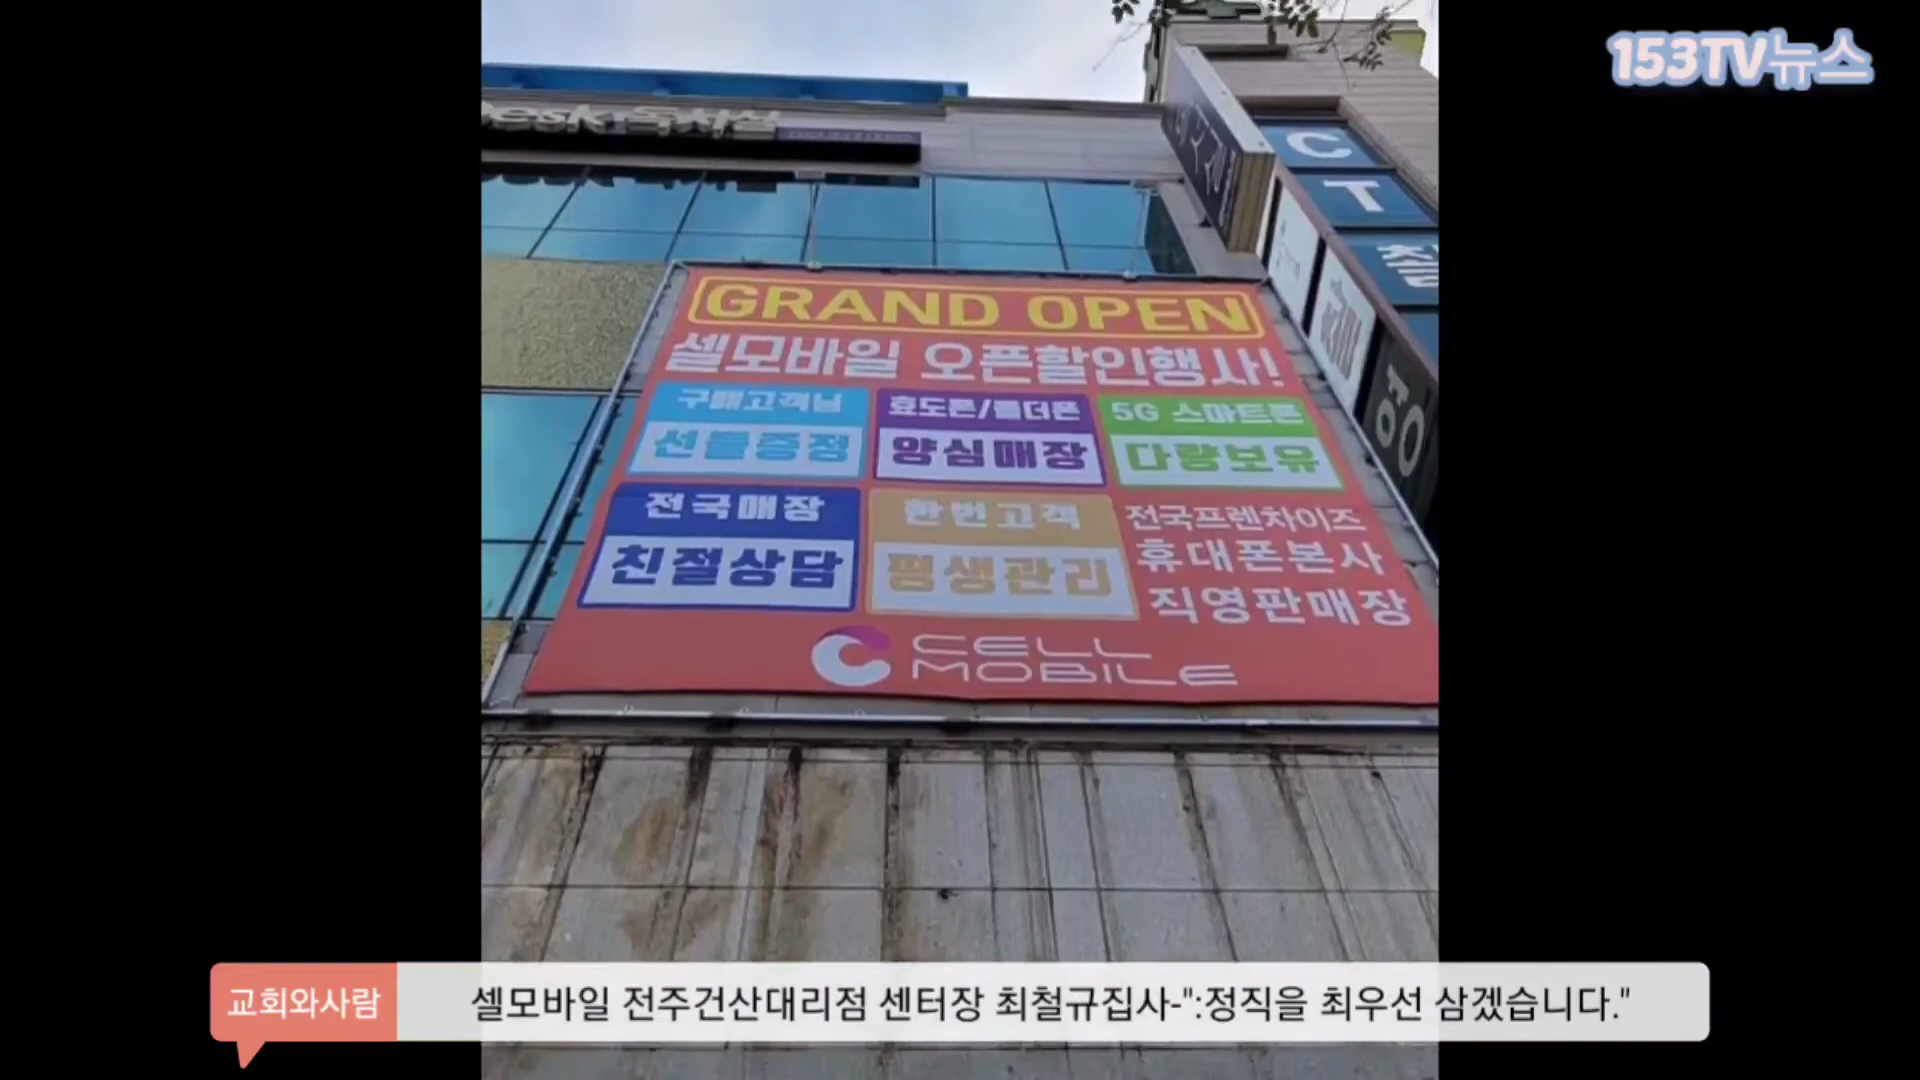 153TV뉴스
Desk 독서실
C
T
GRAND OPEN
셀모바일 오픈할인행사!
구매고객님
선물증정
효도폰/폴더폰
양심매장
5G 스마트폰
다량보유
전국매장
친절상담
한번고객
평생관리
전국프렌차이즈
휴대폰본사
직영판매장
CELL
MOBILE
교회와사람
셀모바일 전주건산대리점 센터장 최철규집사-":정직을 최우선 삼겠습니다."